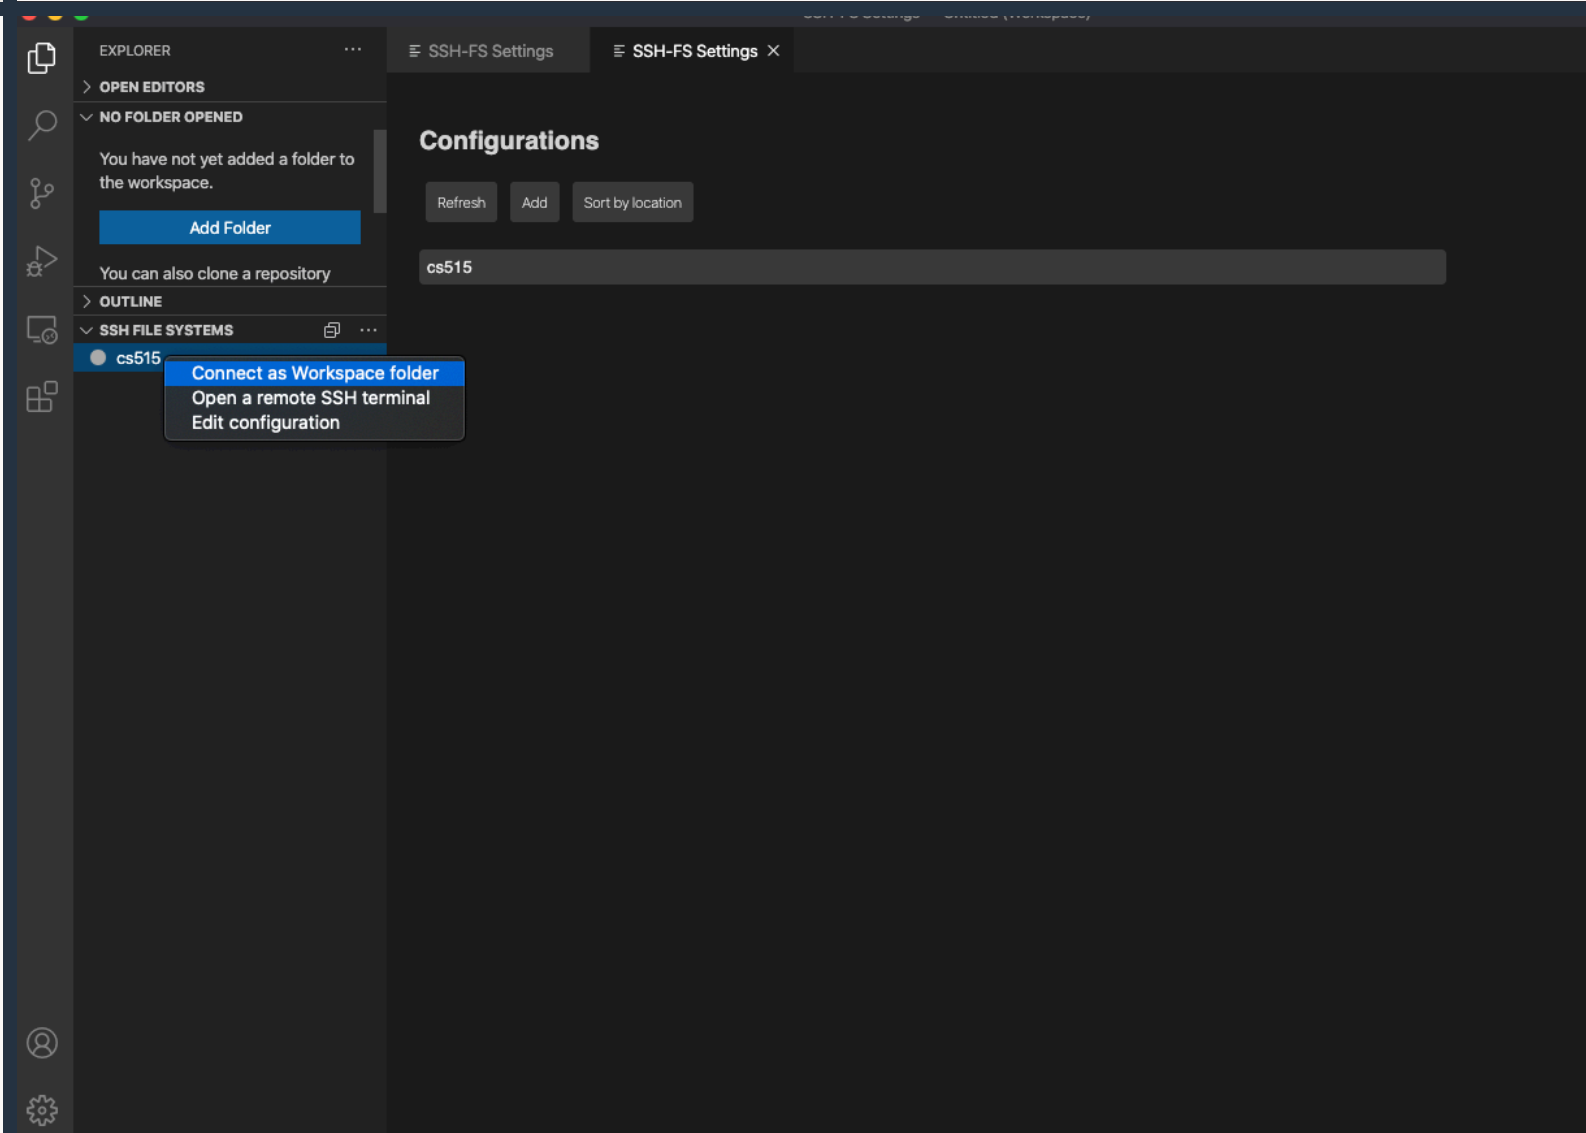 EXPLORER
OPEN EDITORS
NO FOLDER OPENED
You have not yet added a folder to
the workspace.
Add Folder
You can also clone a repository
OUTLINE
SSH FILE SYSTEMS
cs515
Connect as Workspace folder
Open a remote SSH terminal
Edit configuration
SSH-FS Settings
SSH-FS Settings
Configurations
Refresh
Add
Sort by location
cs515